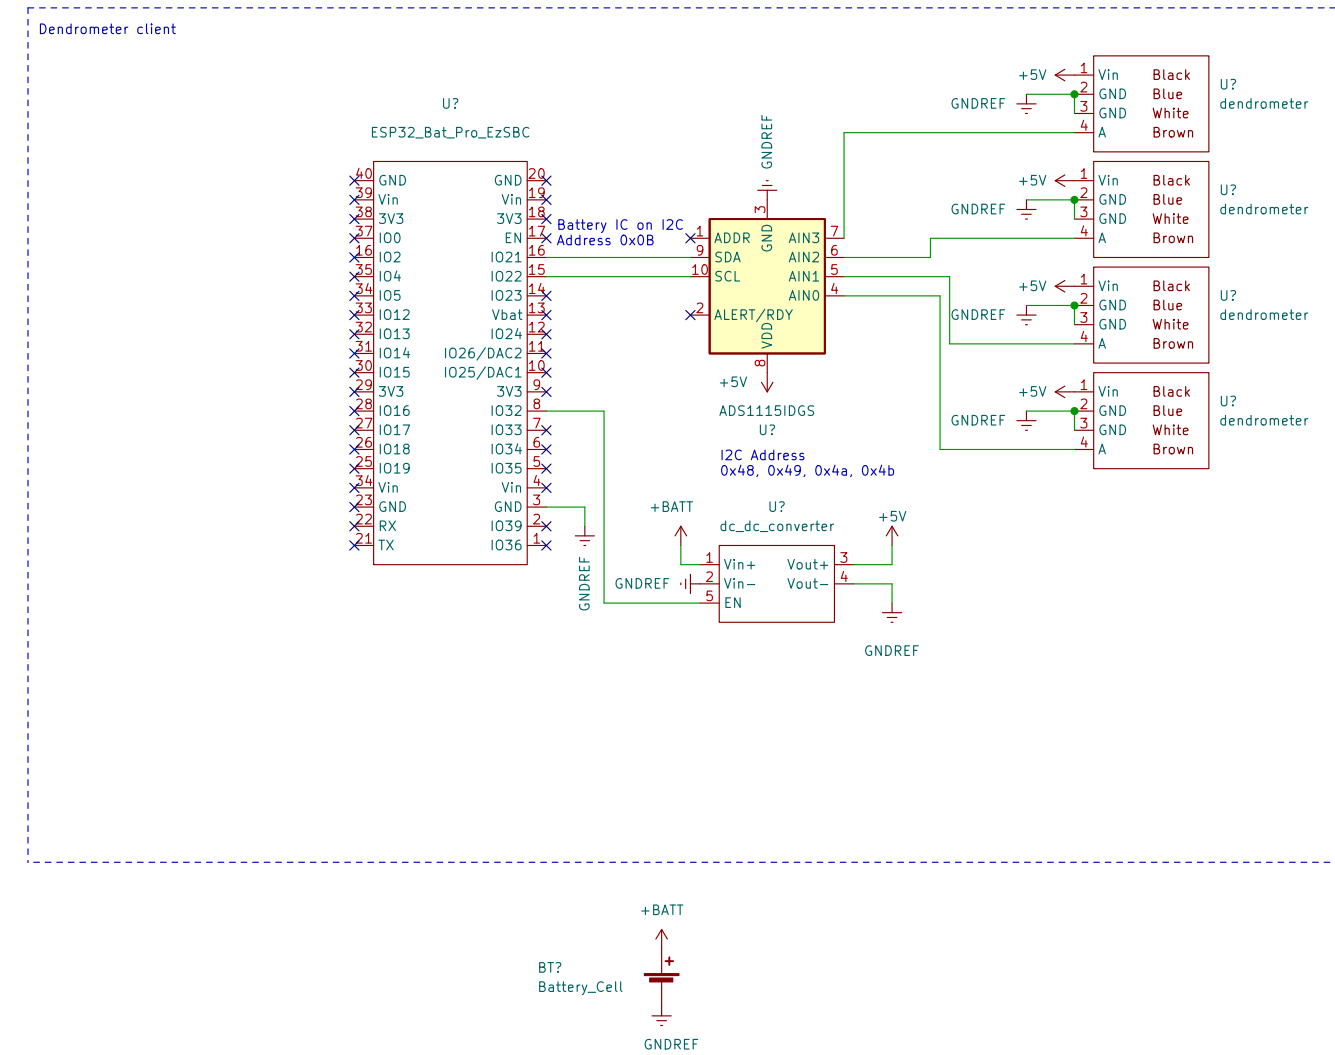 Dendrometer client
U?
ESP32_Bat_Pro_EzSBC
40 GND GND 20
39 Vin Vin 19
38 3V3 3V3 18
37 IO0 EN 17
16 IO2 IO21 16
35 IO4 IO22 15
34 IO5 IO23 14
33 IO12 Vbat 13
32 IO13 IO24 12
31 IO14 IO26/DAC2 11
30 IO15 IO25/DAC1 10
29 3V3 3V3 9
28 IO16 IO32 8
27 IO17 IO33 7
26 IO18 IO34 6
25 IO19 IO35 5
34 Vin Vin 4
23 GND GND 3
22 RX IO39 2
21 TX IO36 1
GNDREF
Battery IC on I2C
Address 0x0B
GNDREF
3
GND
1 ADDR AIN3 7
9 SDA AIN2 6
10 SCL AIN1 5
AIN0 4
2 ALERT/RDY
VDD
8
+5V
ADS1115IDGS
U?
I2C Address
0x48, 0x49, 0x4a, 0x4b
+5V 1 Vin Black
GNDREF 2 GND Blue
3 GND White
4 A Brown
U?
dendrometer
+5V 1 Vin Black
GNDREF 2 GND Blue
3 GND White
4 A Brown
U?
dendrometer
+5V 1 Vin Black
GNDREF 2 GND Blue
3 GND White
4 A Brown
U?
dendrometer
+5V 1 Vin Black
GNDREF 2 GND Blue
3 GND White
4 A Brown
U?
dendrometer
+BATT
U?
dc_dc_converter
+5V
1 Vin+ Vout+ 3
GNDREF 2 Vin− Vout− 4
5 EN
GNDREF
+BATT
+
BT?
Battery_Cell
GNDREF